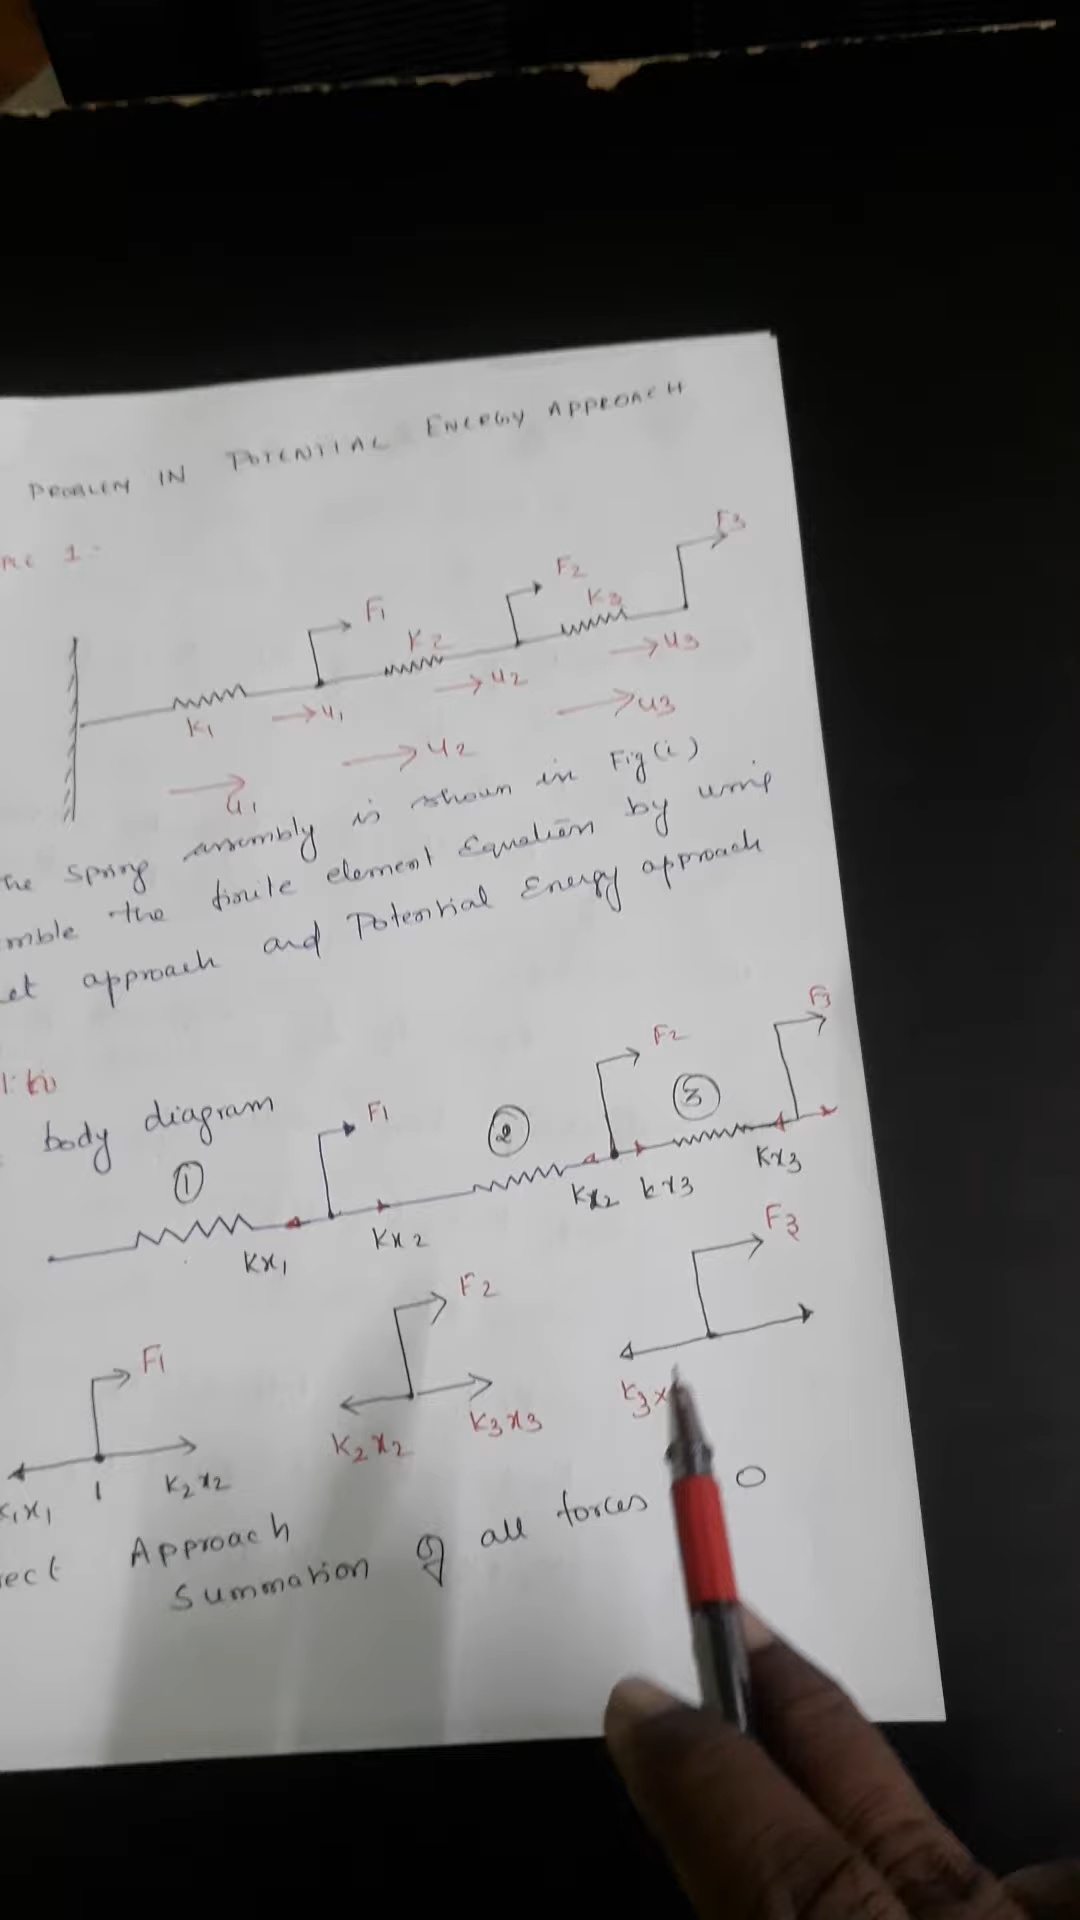 PROBLEM IN POTENTIAL ENERGY APPROACH
1 -
F1 F2 F3
K1 K2 K3
u1 u2 u3
u1 u2 u3
The spring assembly is shown in Fig(i)
the finite element Equation by using
approach and Potential Energy approach
body diagram
1 2 3
F1 F2 F3
Kx1 Kx2 Kx2 Kx3 Kx3
F1 F2 F3
K1x1 1 K2x2 K2x2 K3x3 K3x
Approach
Summation of all forces 0